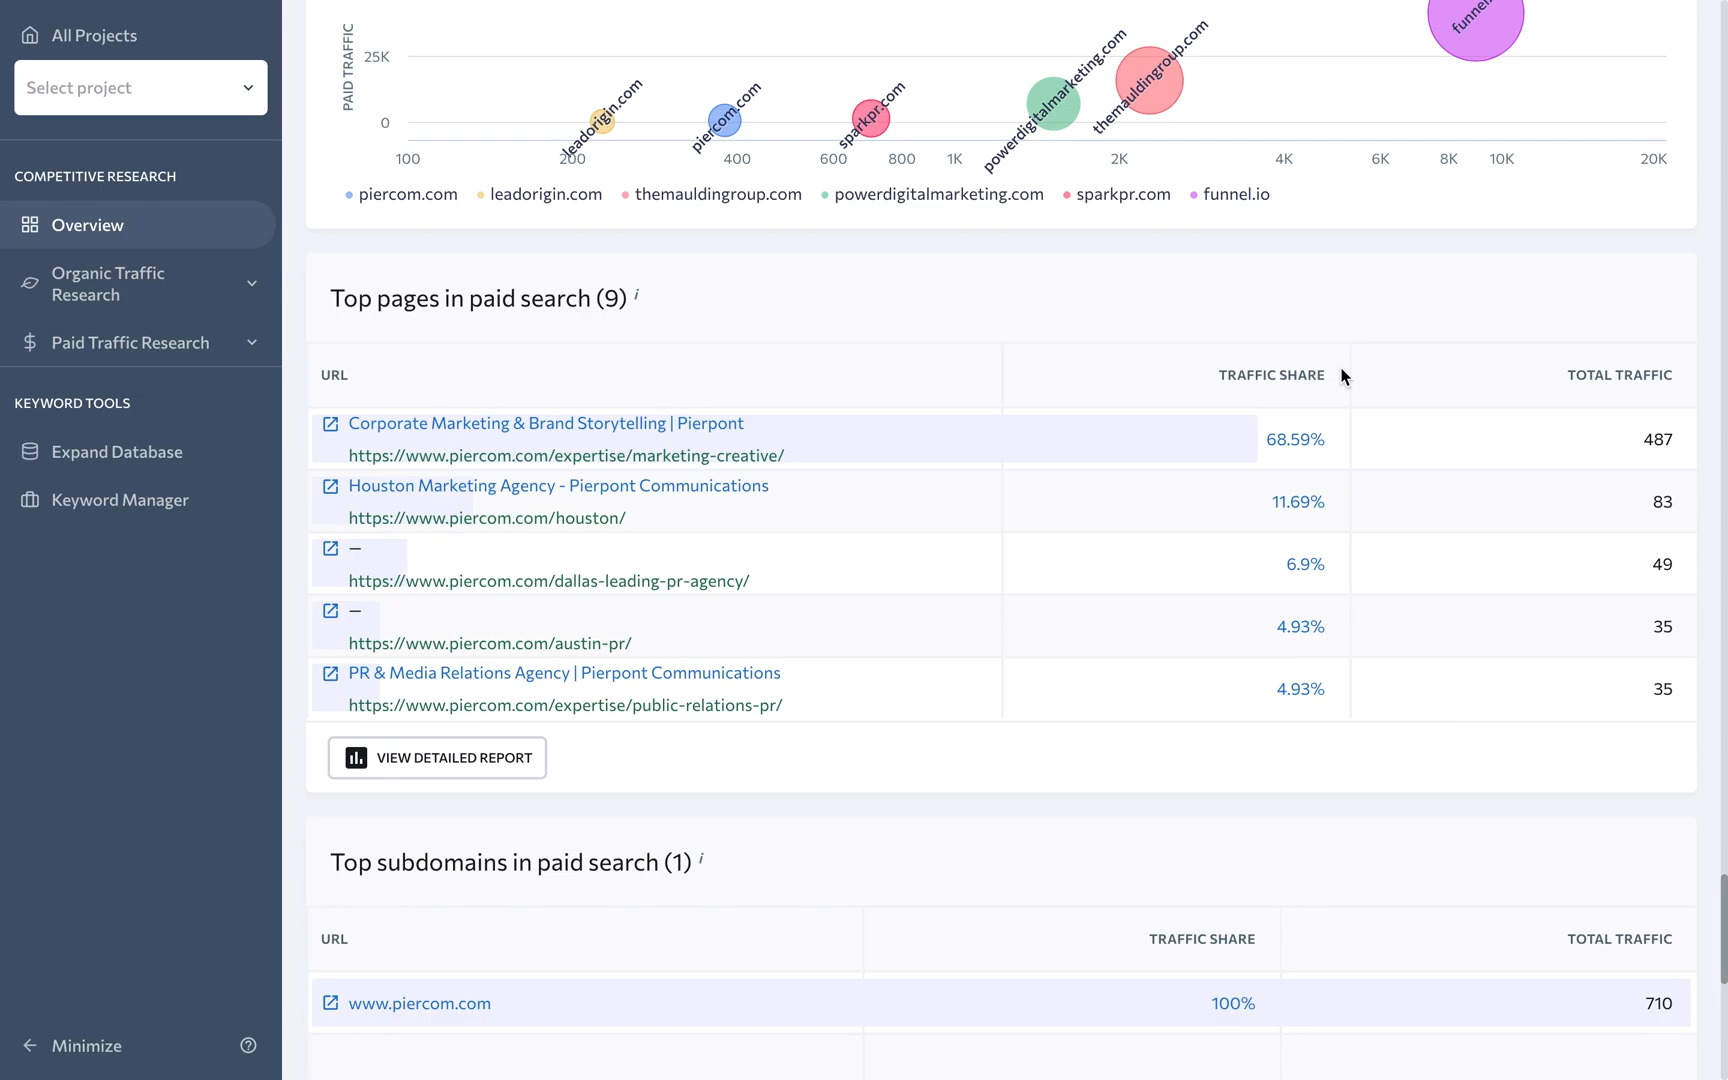 All Projects
Select project
COMPETITIVE RESEARCH
Overview
Organic Traffic
Research
Paid Traffic Research
KEYWORD TOOLS
Expand Database
Keyword Manager
Minimize
PAID TRAFFIC
25K
0
100
200
400
600
800
1K
2K
4K
6K
8K
10K
20K
leadorigin.com
piercom.com
sparkpr.com
powerdigitalmarketing.com
themauldingroup.com
funnel.
piercom.com leadorigin.com themauldingroup.com powerdigitalmarketing.com sparkpr.com funnel.io
Top pages in paid search (9) i
URL TRAFFIC SHARE TOTAL TRAFFIC
Corporate Marketing & Brand Storytelling | Pierpont
https://www.piercom.com/expertise/marketing-creative/
68.59% 487
Houston Marketing Agency - Pierpont Communications
https://www.piercom.com/houston/
11.69% 83
—
https://www.piercom.com/dallas-leading-pr-agency/
6.9% 49
—
https://www.piercom.com/austin-pr/
4.93% 35
PR & Media Relations Agency | Pierpont Communications
https://www.piercom.com/expertise/public-relations-pr/
4.93% 35
VIEW DETAILED REPORT
Top subdomains in paid search (1) i
URL TRAFFIC SHARE TOTAL TRAFFIC
www.piercom.com 100% 710